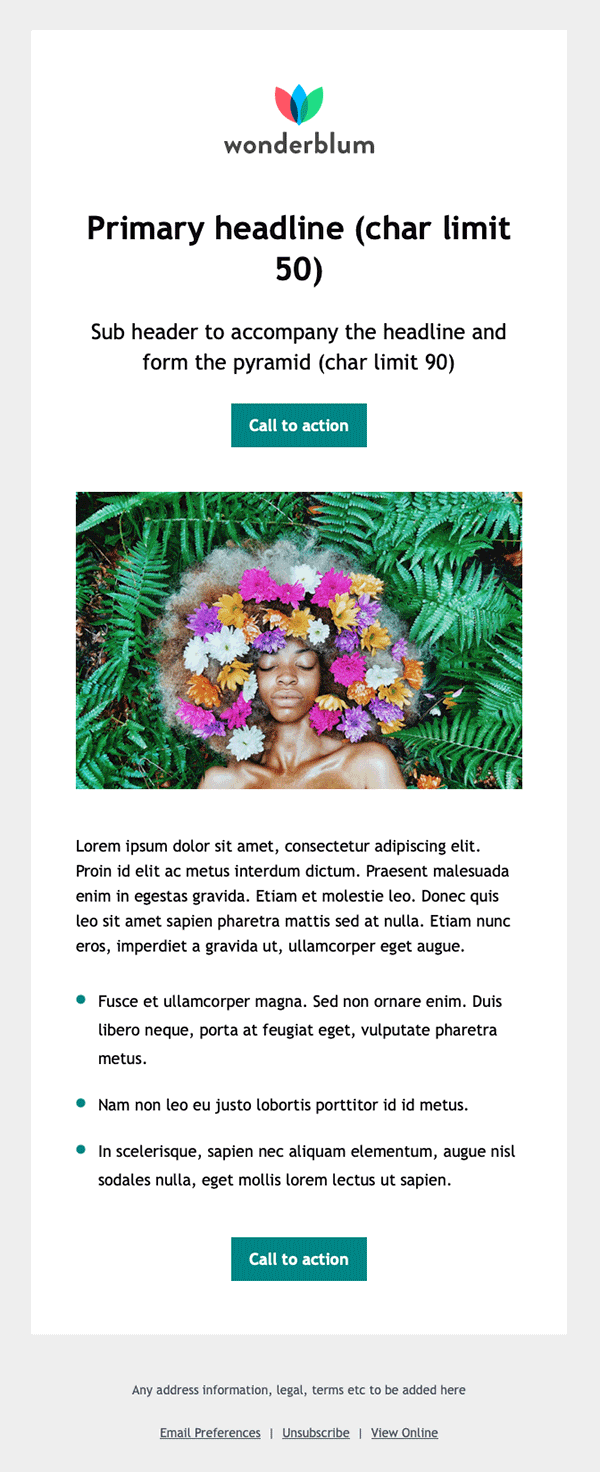 wonderblum
Primary headline (char limit
50)
Sub header to accompany the headline and
form the pyramid (char limit 90)
Call to action
Lorem ipsum dolor sit amet, consectetur adipiscing elit.
Proin id elit ac metus interdum dictum. Praesent malesuada
enim in egestas gravida. Etiam et molestie leo. Donec quis
leo sit amet sapien pharetra mattis sed at nulla. Etiam nunc
eros, imperdiet a gravida ut, ullamcorper eget augue.
Fusce et ullamcorper magna. Sed non ornare enim. Duis
libero neque, porta at feugiat eget, vulputate pharetra
metus.
Nam non leo eu justo lobortis porttitor id id metus.
In scelerisque, sapien nec aliquam elementum, augue nisl
sodales nulla, eget mollis lorem lectus ut sapien.
Call to action
Any address information, legal, terms etc to be added here
Email Preferences | Unsubscribe | View Online